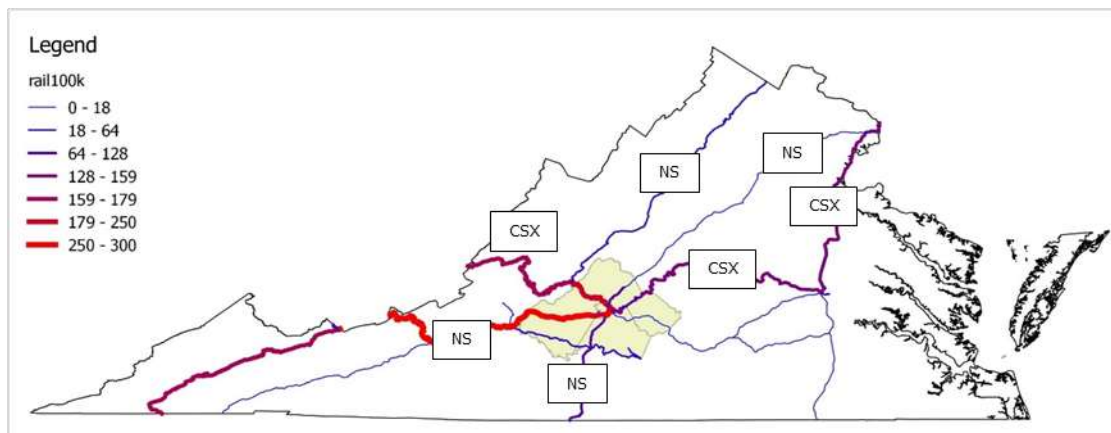 Legend
rail100k
0 - 18
18 - 64
64 - 128
128 - 159
159 - 179
179 - 250
250 - 300
NS
NS
CSX
CSX
CSX
NS
NS